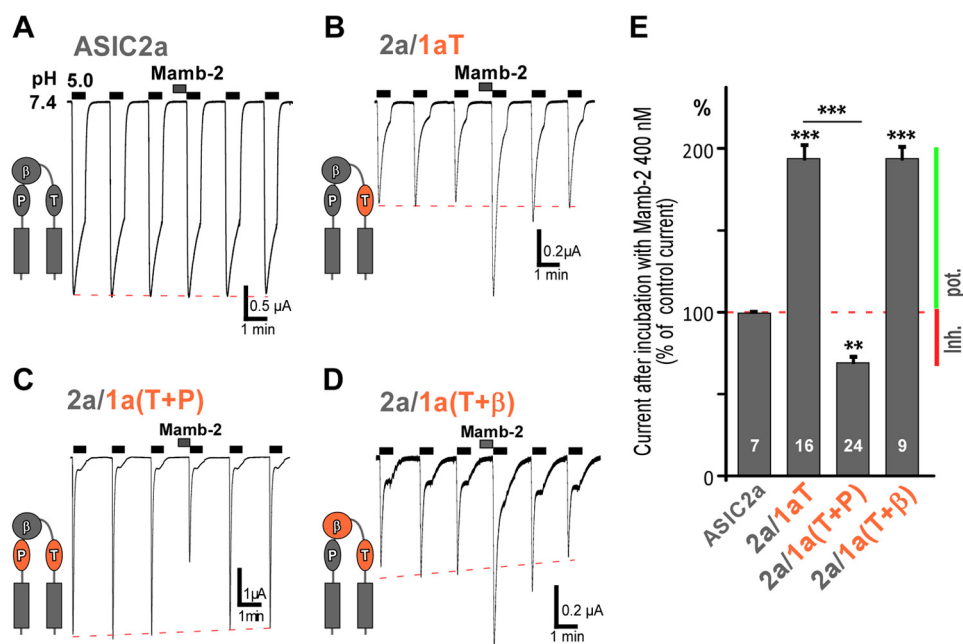 A
ASIC2a
Mamb-2
pH 5.0
7.4
β
P T
0.5 µA
1 min
B
2a/1aT
Mamb-2
β
P T
0.2µA
1 min
C
2a/1a(T+P)
Mamb-2
β
P T
1µA
1min
D
2a/1a(T+β)
Mamb-2
β
P T
0.2 µA
1 min
E
Current after incubation with Mamb-2 400 nM
(% of control current)
%
200
100
0
***
***
**
***
7
16
24
9
ASIC2a
2a/1aT
2a/1a(T+P)
2a/1a(T+β)
pot.
Inh.